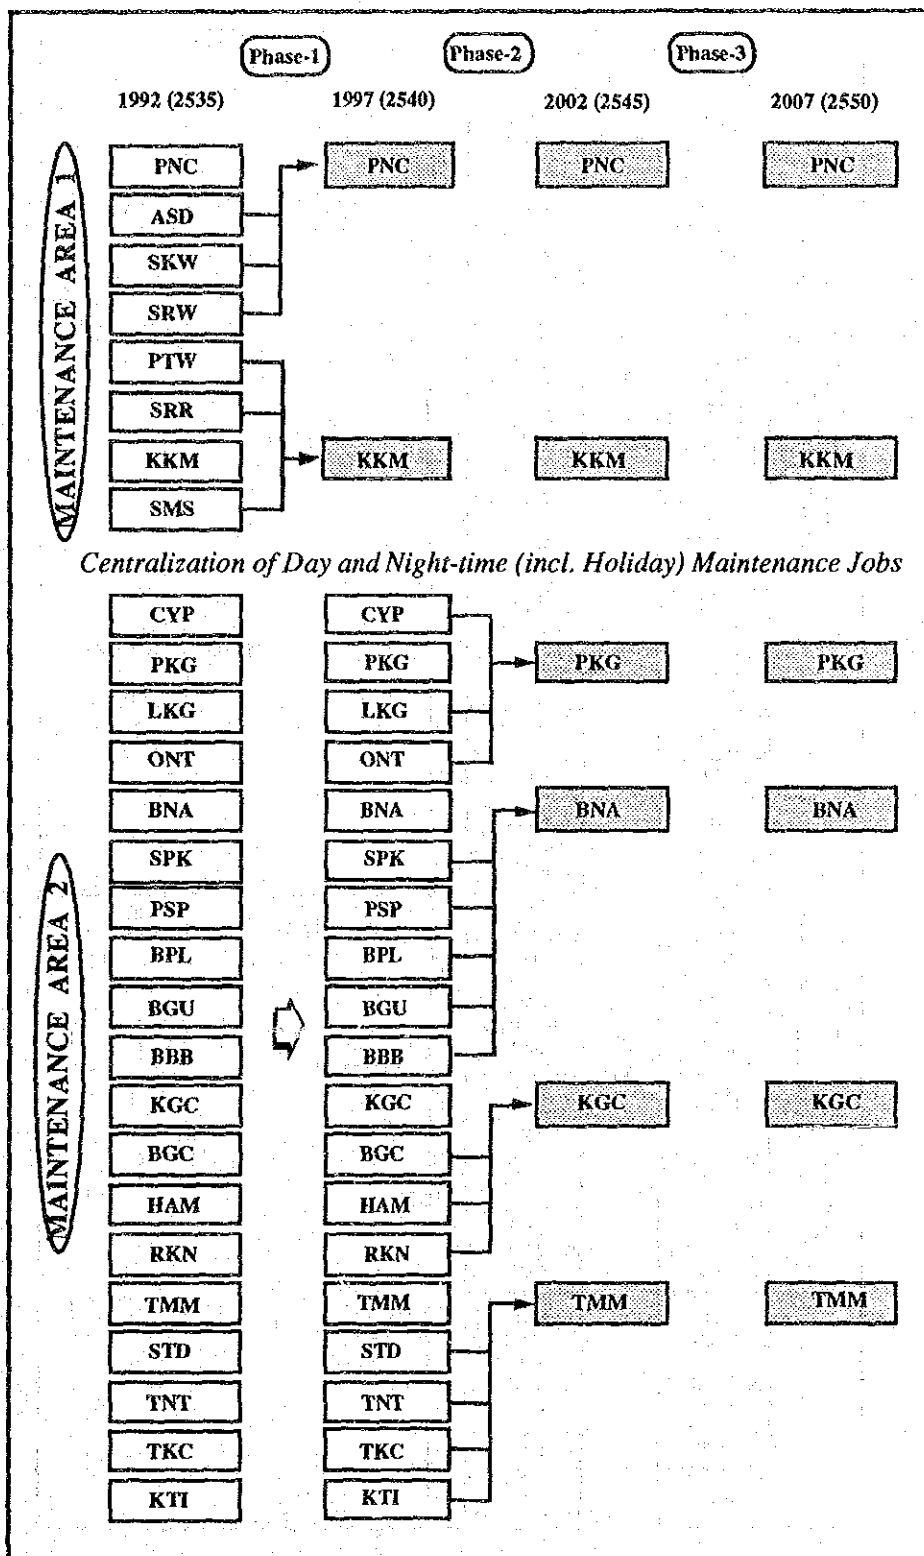 Phase-1 Phase-2 Phase-3
1992 (2535) 1997 (2540) 2002 (2545) 2007 (2550)
MAINTENANCE AREA 1
PNC PNC PNC PNC
ASD
SKW
SRW
PTW
SRR
KKM KKM KKM KKM
SMS
Centralization of Day and Night-time (incl. Holiday) Maintenance Jobs
MAINTENANCE AREA 2
CYP CYP
PKG PKG PKG PKG
LKG LKG
ONT ONT
BNA BNA BNA BNA
SPK SPK
PSP PSP
BPL BPL
BGU BGU
BBB BBB
KGC KGC KGC KGC
BGC BGC
HAM HAM
RKN RKN
TMM TMM TMM TMM
STD STD
TNT TNT
TKC TKC
KTI KTI